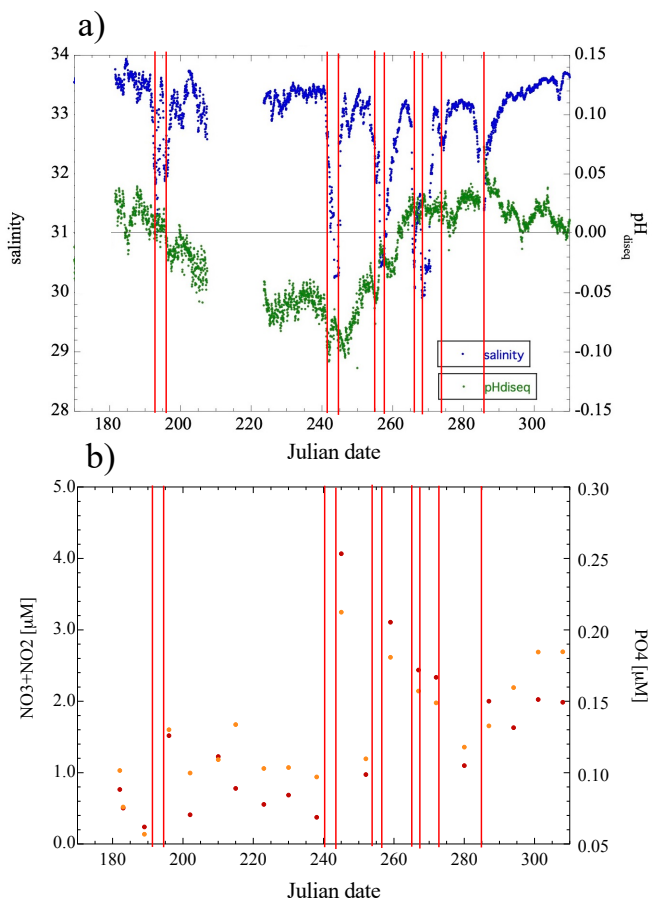 a)
34
33
32
31
30
29
28
salinity
0.15
0.10
0.05
0.00
-0.05
-0.10
-0.15
pH diseq
salinity
pHdiseq
180 200 220 240 260 280 300
Julian date
b)
5.0
4.0
3.0
2.0
1.0
0.0
NO3+NO2 [µM]
0.30
0.25
0.20
0.15
0.10
0.05
PO4 [µM]
180 200 220 240 260 280 300
Julian date